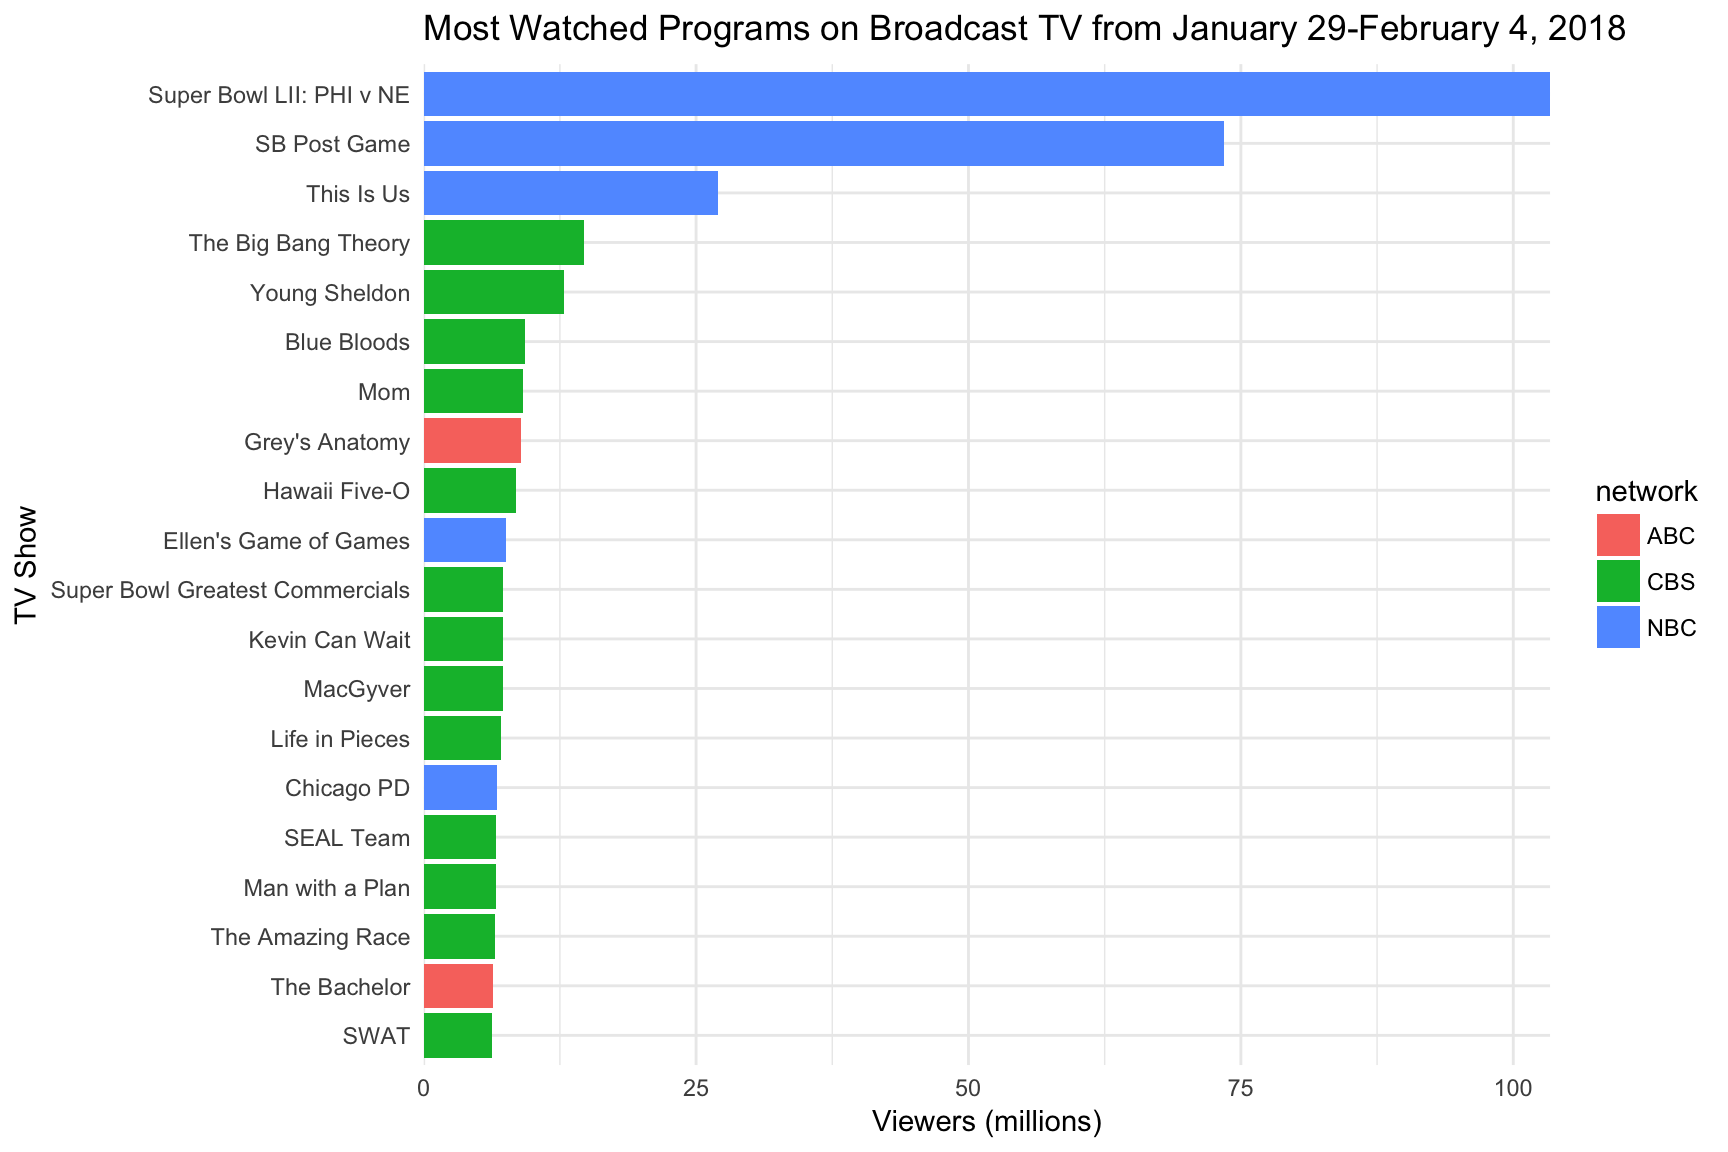 Most Watched Programs on Broadcast TV from January 29-February 4, 2018
TV Show
Super Bowl LII: PHI v NE
SB Post Game
This Is Us
The Big Bang Theory
Young Sheldon
Blue Bloods
Mom
Grey's Anatomy
Hawaii Five-O
Ellen's Game of Games
Super Bowl Greatest Commercials
Kevin Can Wait
MacGyver
Life in Pieces
Chicago PD
SEAL Team
Man with a Plan
The Amazing Race
The Bachelor
SWAT
0 25 50 75 100
Viewers (millions)
network
ABC
CBS
NBC